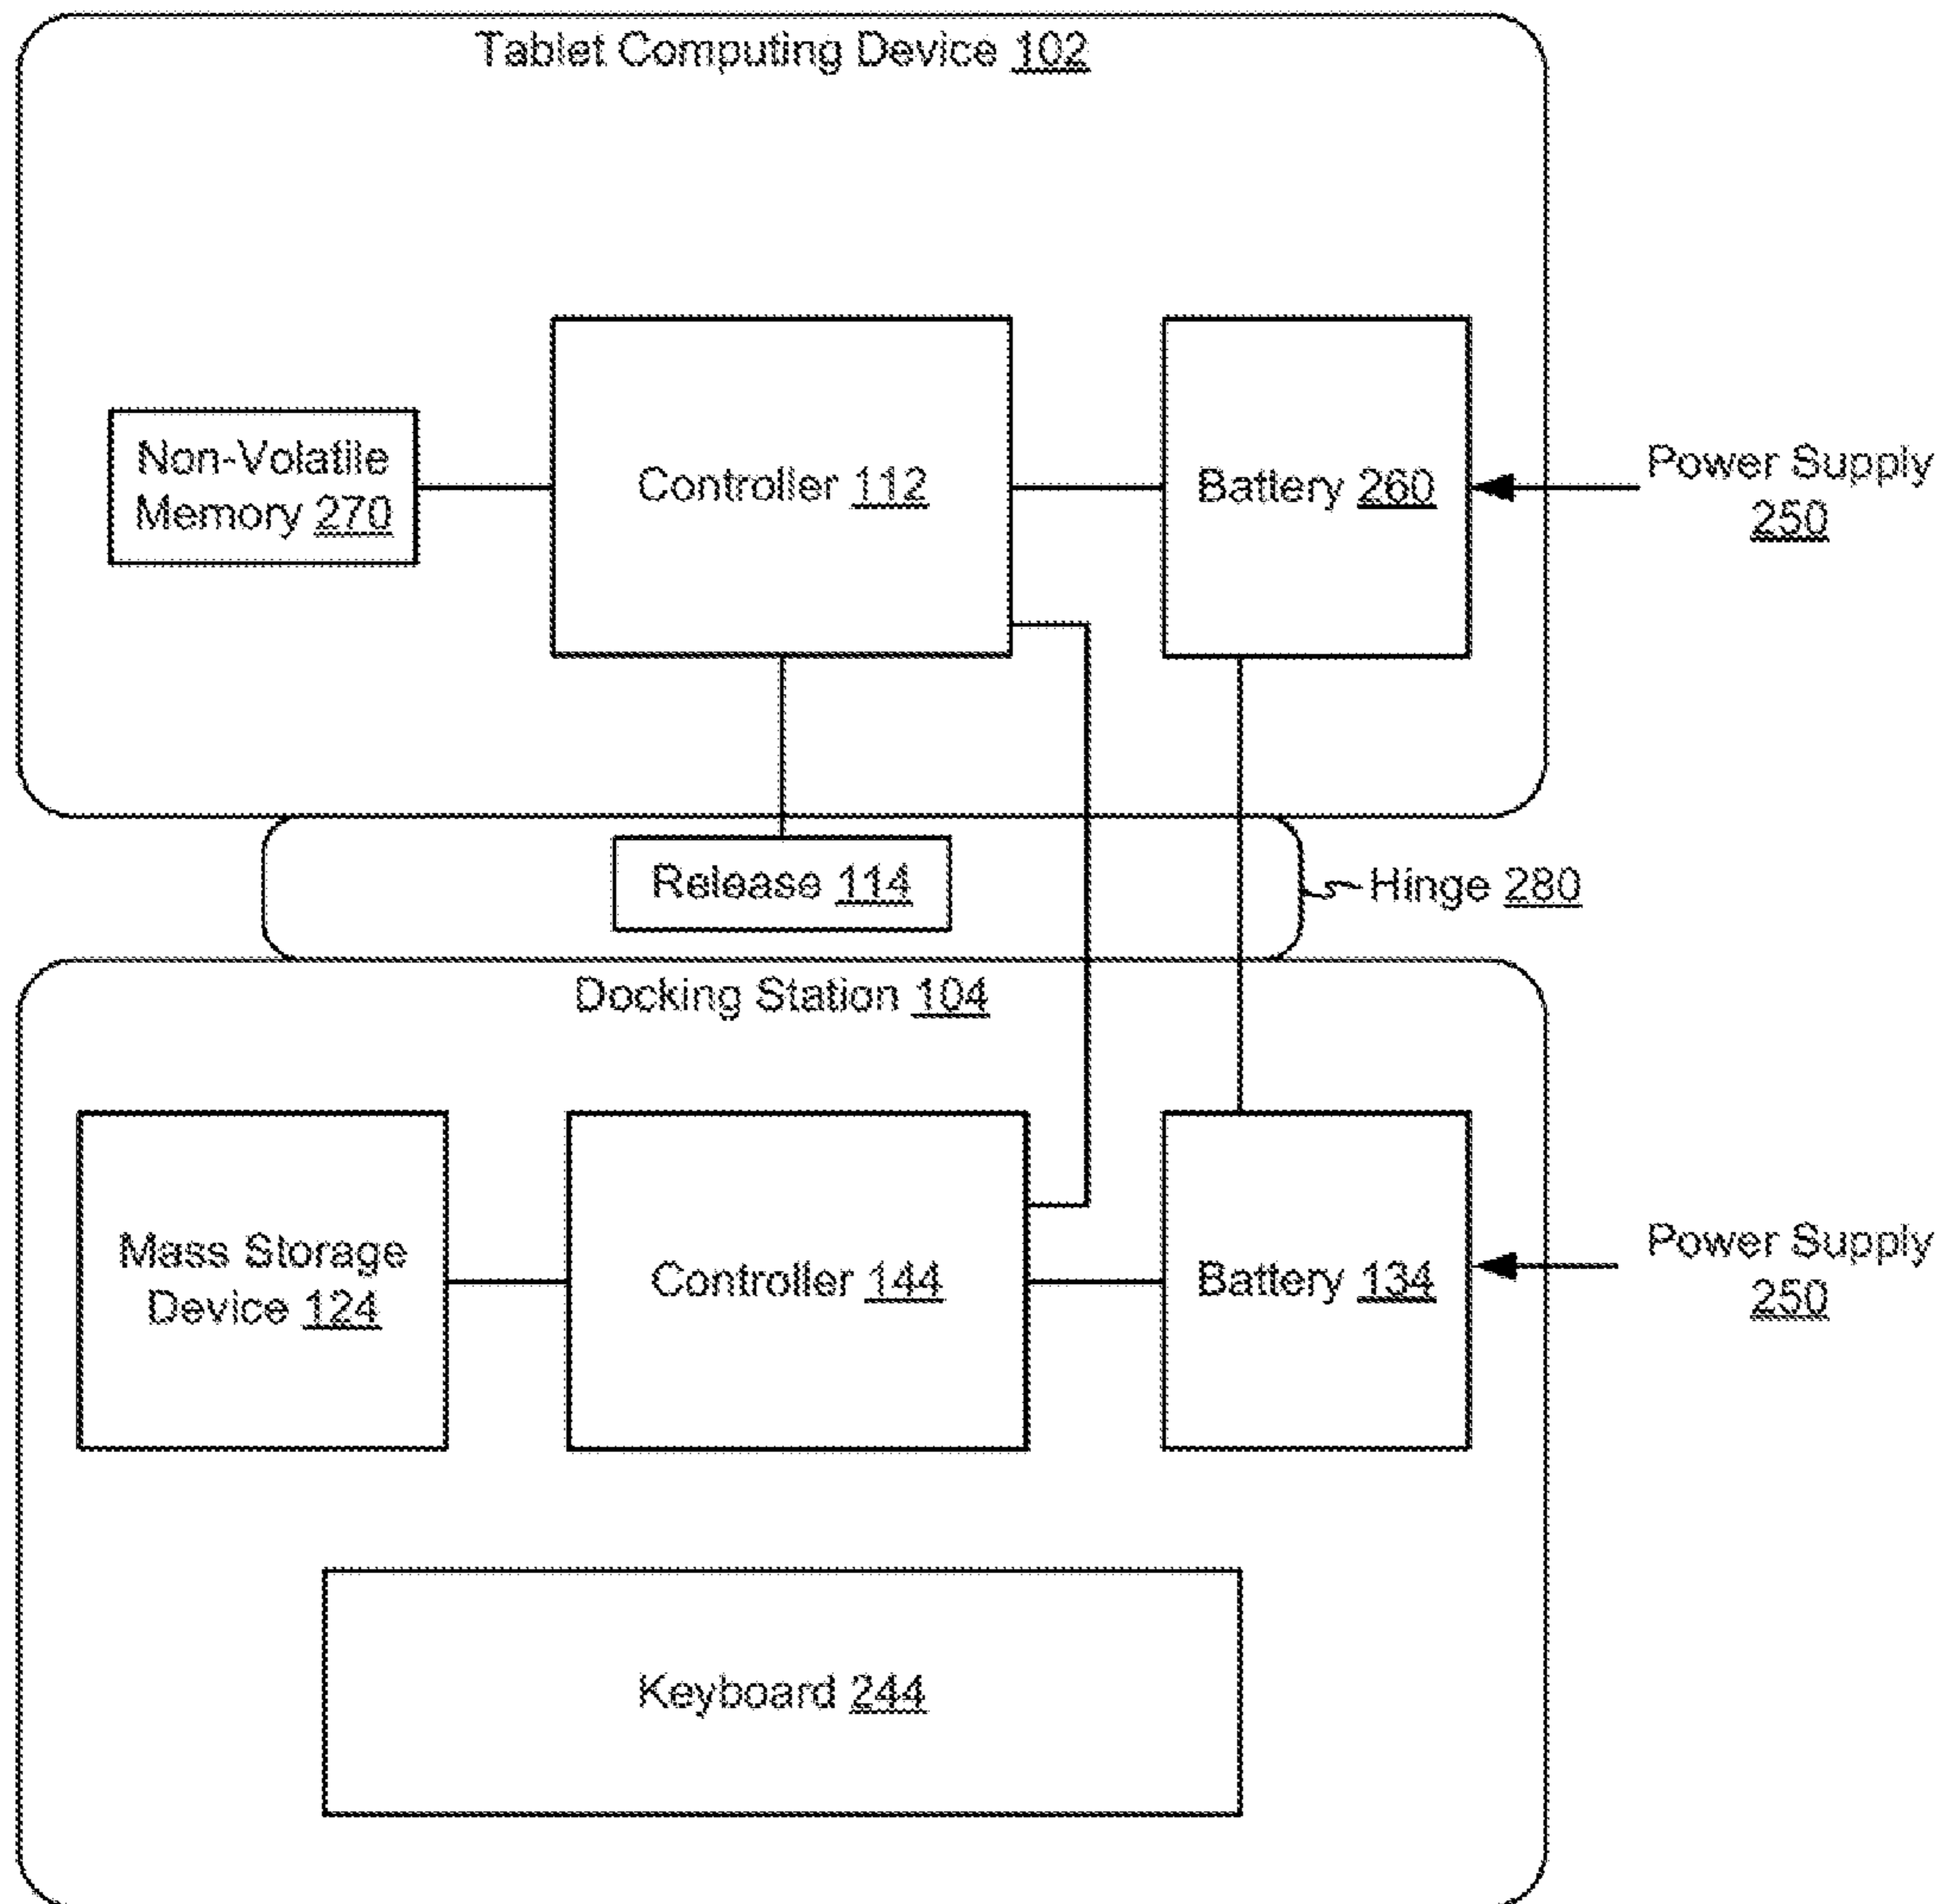 Tablet Computing Device 102
Non-Volatile
Memory 270
Controller 112
Battery 260
Power Supply
250
Release 114
Hinge 280
Docking Station 104
Mass Storage
Device 124
Controller 144
Battery 134
Power Supply
250
Keyboard 244